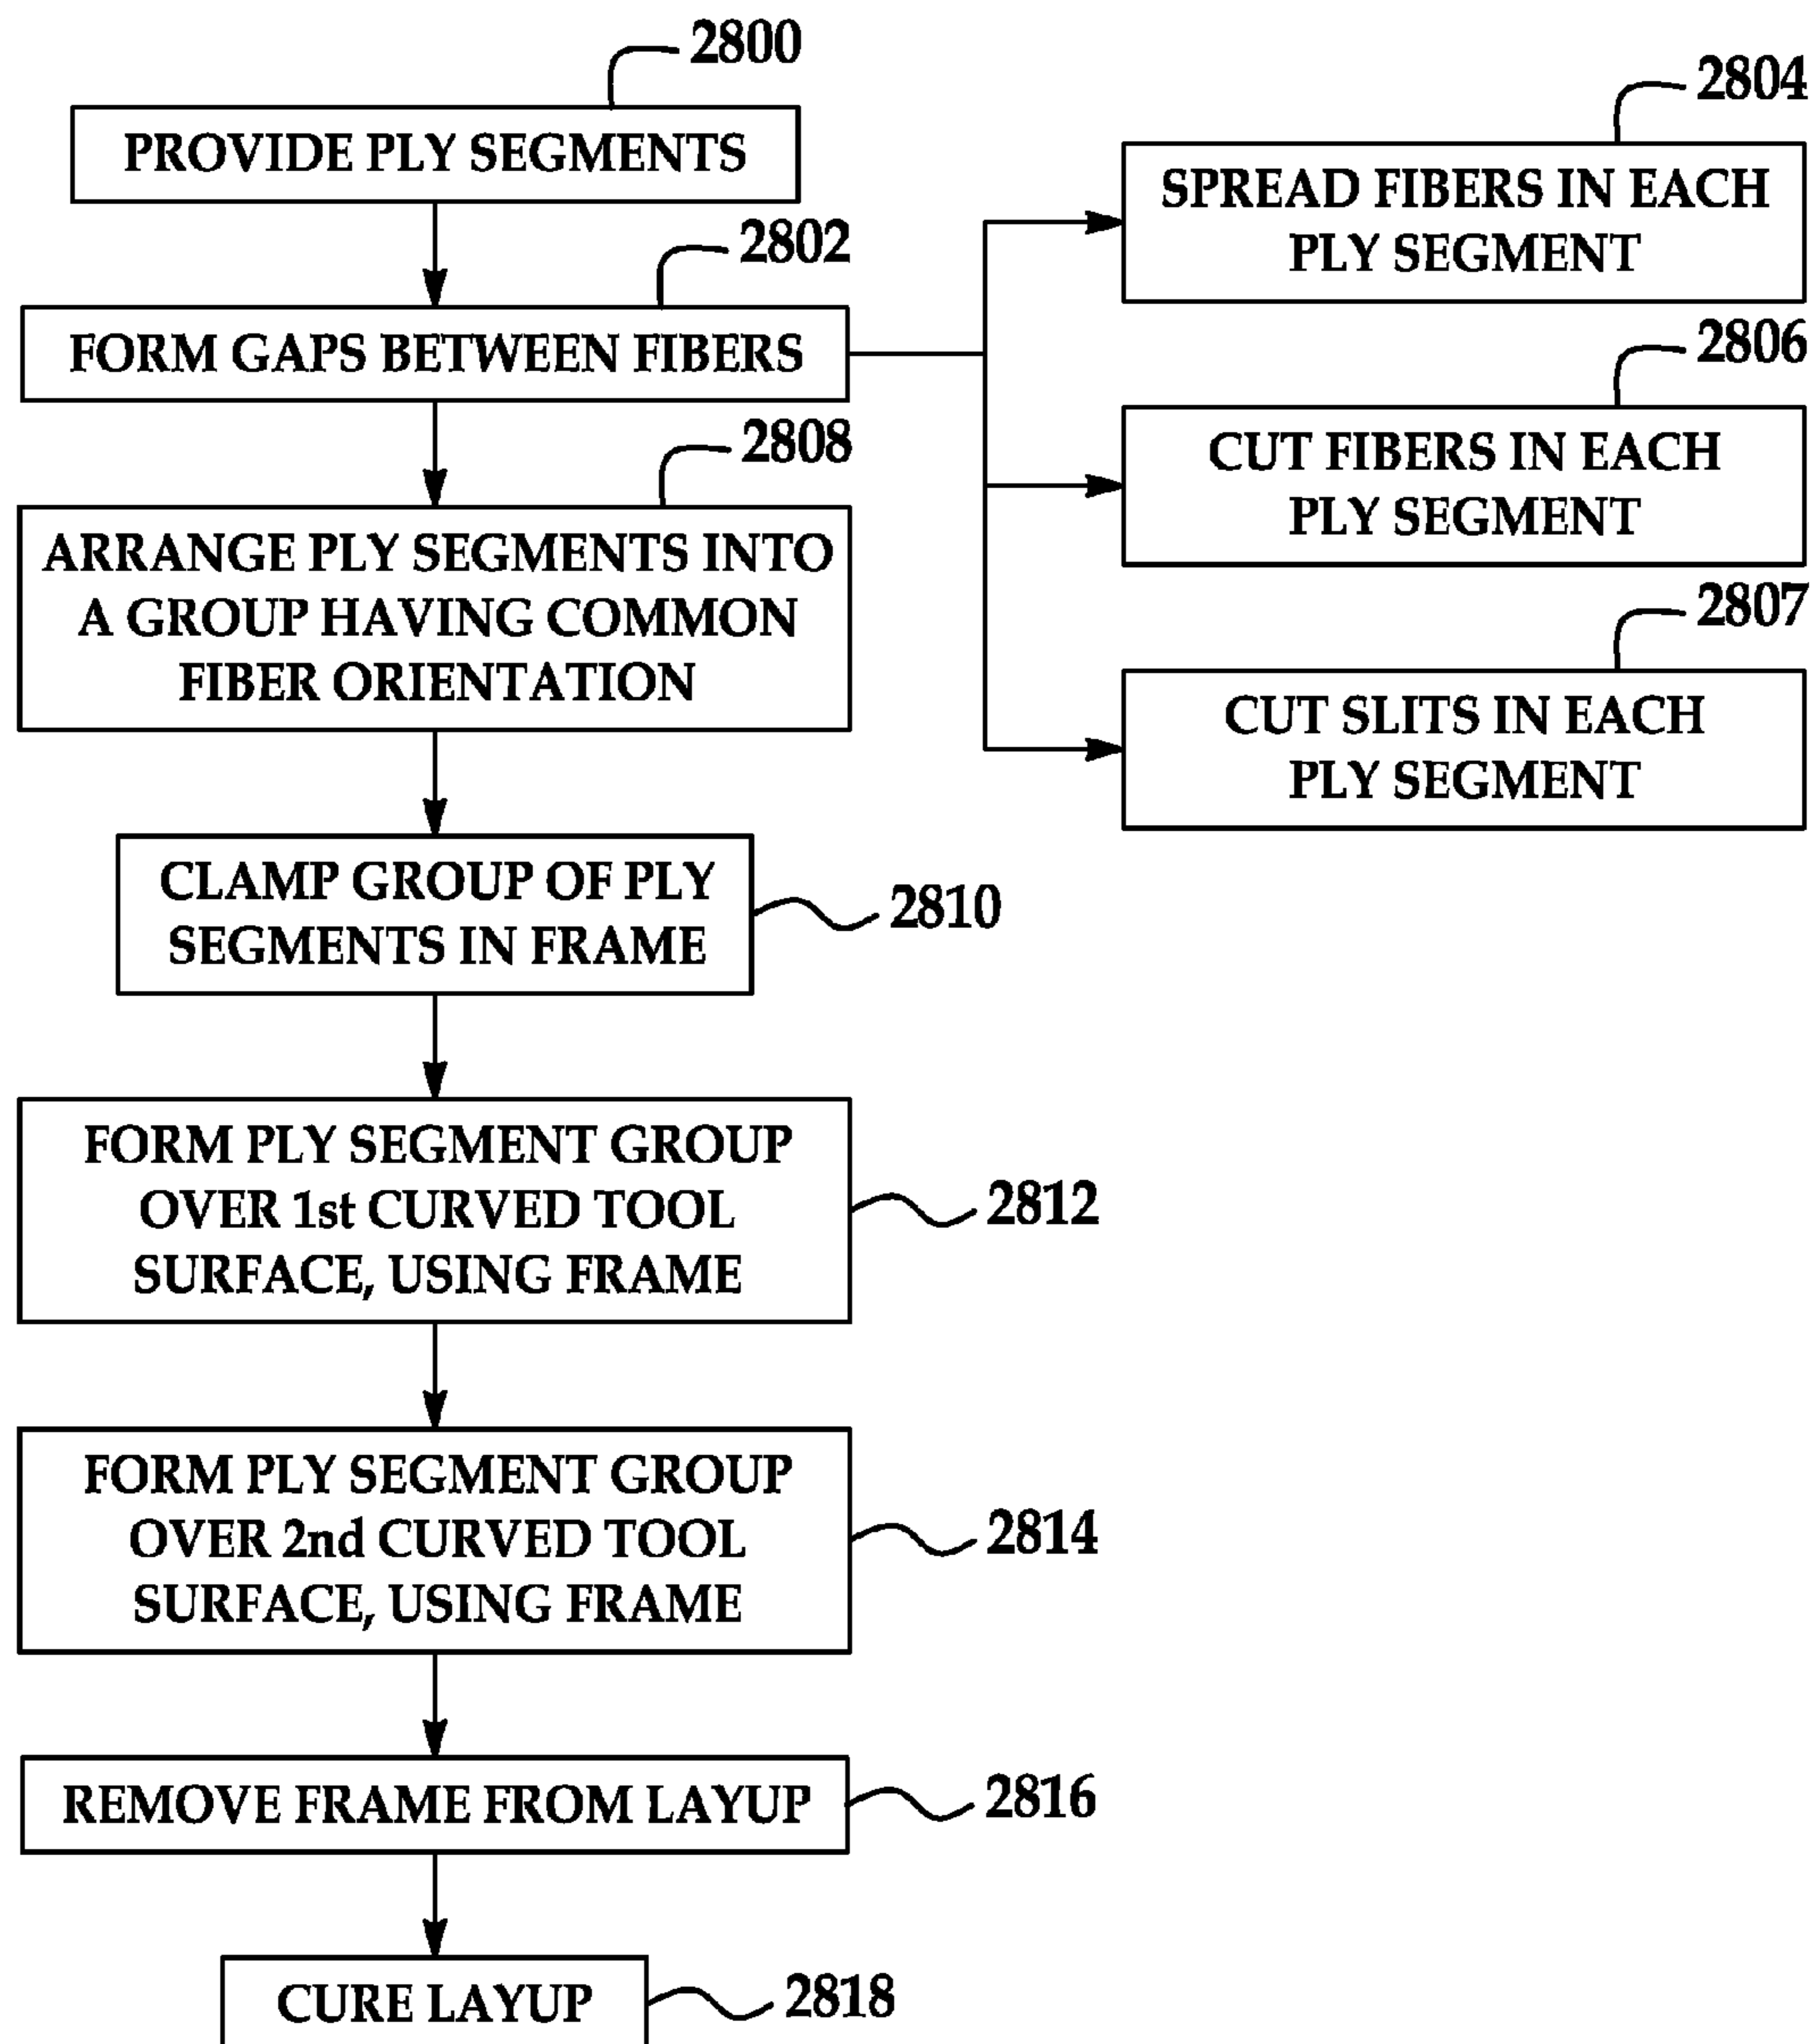 2800
PROVIDE PLY SEGMENTS
2802
FORM GAPS BETWEEN FIBERS
2804
SPREAD FIBERS IN EACH
PLY SEGMENT
2806
CUT FIBERS IN EACH
PLY SEGMENT
2807
CUT SLITS IN EACH
PLY SEGMENT
2808
ARRANGE PLY SEGMENTS INTO
A GROUP HAVING COMMON
FIBER ORIENTATION
CLAMP GROUP OF PLY
SEGMENTS IN FRAME
2810
FORM PLY SEGMENT GROUP
OVER 1st CURVED TOOL
SURFACE, USING FRAME
2812
FORM PLY SEGMENT GROUP
OVER 2nd CURVED TOOL
SURFACE, USING FRAME
2814
REMOVE FRAME FROM LAYUP
2816
CURE LAYUP
2818